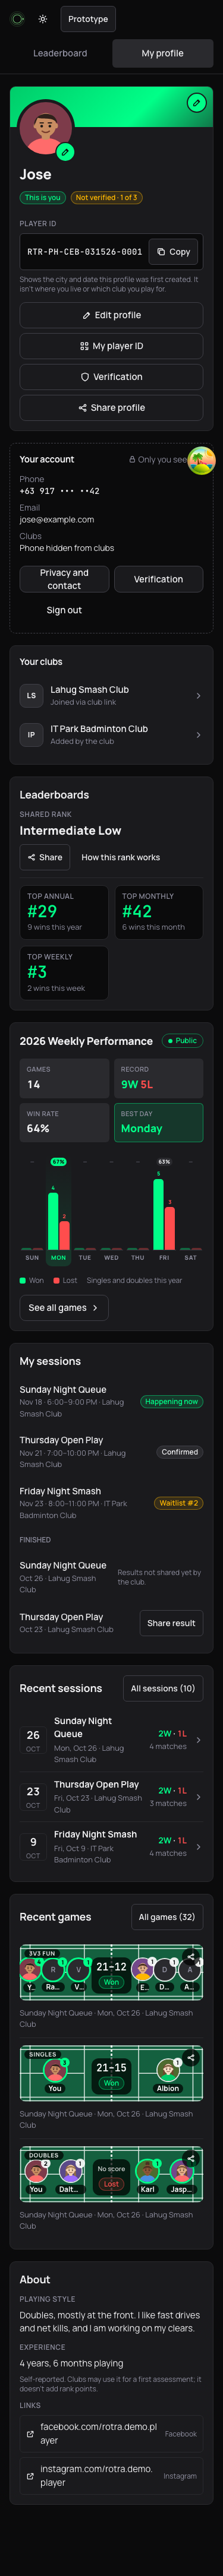 Prototype
Leaderboard
My profile
Jose
This is you
Not verified · 1 of 3
PLAYER ID
RTR-PH-CEB-031526-0001
Copy
Shows the city and date this profile was first created. It
isn't where you live or which club you play for.
Edit profile
My player ID
Verification
Share profile
Your account
Only you see
Phone
+63 917 ••• ••42
Email
jose@example.com
Clubs
Phone hidden from clubs
Privacy and
contact
Verification
Sign out
Your clubs
LS
Lahug Smash Club
Joined via club link
IP
IT Park Badminton Club
Added by the club
Leaderboards
SHARED RANK
Intermediate Low
Share
How this rank works
TOP ANNUAL
#29
9 wins this year
TOP MONTHLY
#42
6 wins this month
TOP WEEKLY
#3
2 wins this week
2026 Weekly Performance
Public
GAMES
14
RECORD
9W 5L
WIN RATE
64%
BEST DAY
Monday
– 67% – – – 63% –
4 2 5 3
SUN MON TUE WED THU FRI SAT
Won Lost Singles and doubles this year
See all games
My sessions
Sunday Night Queue
Nov 18 · 6:00–9:00 PM · Lahug
Smash Club
Happening now
Thursday Open Play
Nov 21 · 7:00–10:00 PM · Lahug
Smash Club
Confirmed
Friday Night Smash
Nov 23 · 8:00–11:00 PM · IT Park
Badminton Club
Waitlist #2
FINISHED
Sunday Night Queue
Oct 26 · Lahug Smash
Club
Results not shared yet by
the club.
Thursday Open Play
Oct 23 · Lahug Smash Club
Share result
Recent sessions
All sessions (10)
26
OCT
Sunday Night
Queue
Mon, Oct 26 · Lahug
Smash Club
2W · 1L
4 matches
23
OCT
Thursday Open Play
Fri, Oct 23 · Lahug Smash
Club
2W · 1L
3 matches
9
OCT
Friday Night Smash
Fri, Oct 9 · IT Park
Badminton Club
2W · 1L
4 matches
Recent games
All games (32)
3V3 FUN
R V D A
21–12
Won
Y... Ra... V... E... D... A...
Sunday Night Queue · Mon, Oct 26 · Lahug Smash
Club
SINGLES
3 1
21–15
Won
You
Albion
Sunday Night Queue · Mon, Oct 26 · Lahug Smash
Club
DOUBLES
2 1 1
No score
Lost
You
Dalt...
Karl
Jasp...
Sunday Night Queue · Mon, Oct 26 · Lahug Smash
Club
About
PLAYING STYLE
Doubles, mostly at the front. I like fast drives
and net kills, and I am working on my clears.
EXPERIENCE
4 years, 6 months playing
Self-reported. Clubs may use it for a first assessment; it
doesn't add rank points.
LINKS
facebook.com/rotra.demo.pl
ayer
Facebook
instagram.com/rotra.demo.
player
Instagram